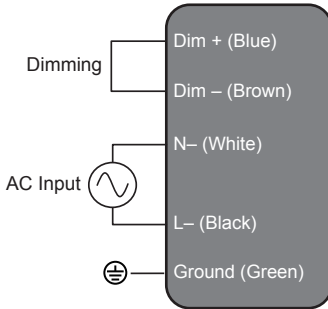 Dim + (Blue)
Dimming
Dim – (Brown)
N– (White)
AC Input
L– (Black)
Ground (Green)